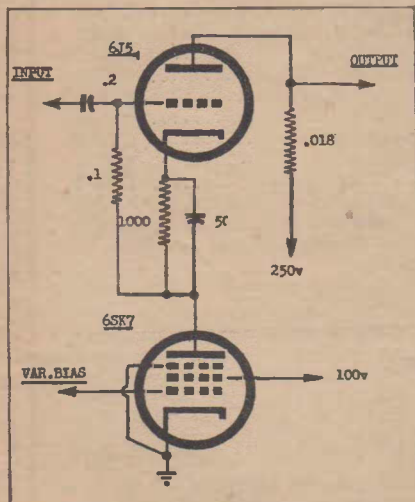 6J5
INPUT
.2
OUTPUT
.018
.1
1000
50
250v
6SK7
VAR.BIAS
100v